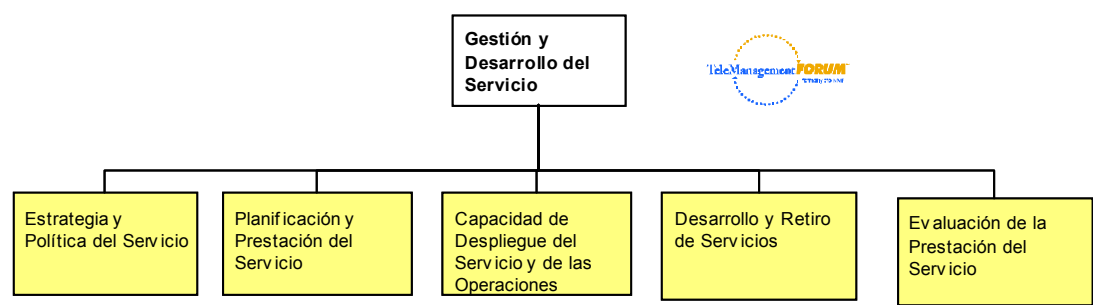 Gestión y
Desarrollo del
Servicio
TeleManagement FORUM
Estrategia y
Política del Servicio
Planificación y
Prestación del
Servicio
Capacidad de
Despliegue del
Servicio y de las
Operaciones
Desarrollo y Retiro
de Servicios
Evaluación de la
Prestación del
Servicio